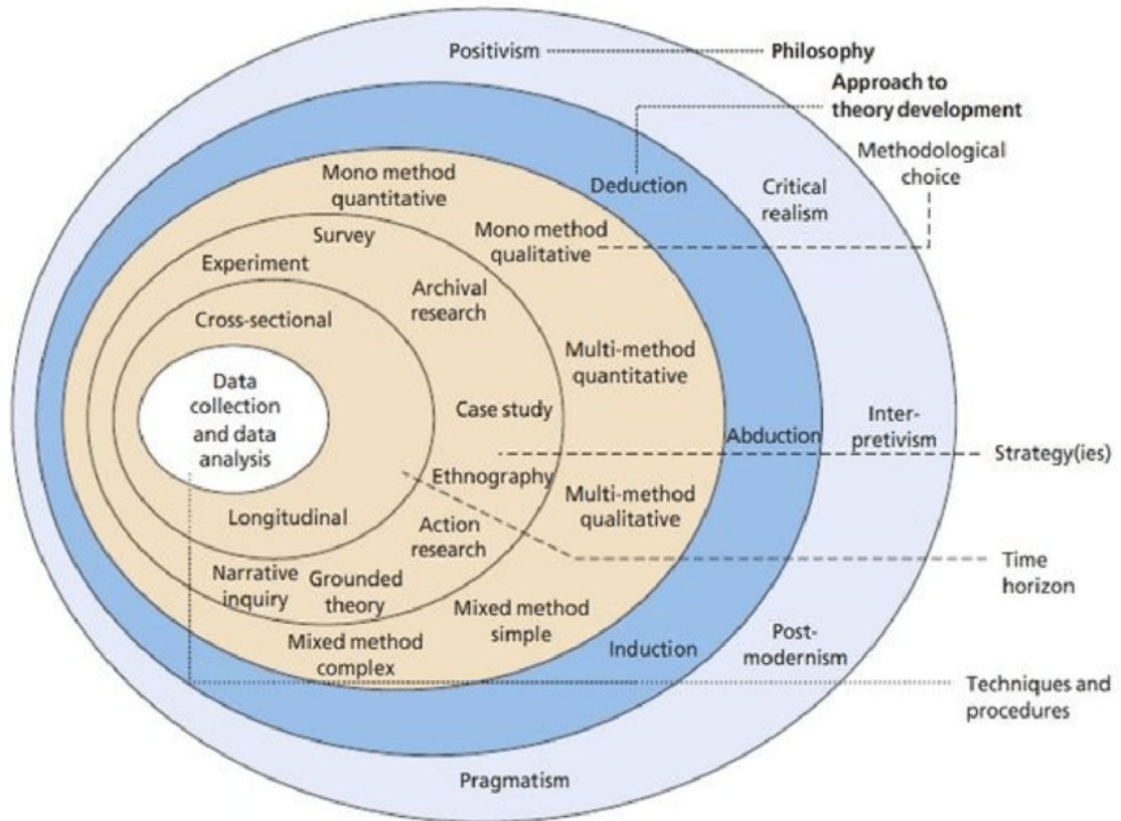 Positivism
Philosophy
Approach to
theory development
Methodological
choice
Mono method
quantitative
Deduction
Critical
realism
Survey
Mono method
qualitative
Experiment
Archival
research
Cross-sectional
Multi-method
quantitative
Data
collection
and data
analysis
Case study
Abduction
Inter-
pretivism
Strategy(ies)
Ethnography
Multi-method
qualitative
Longitudinal
Action
research
Time
horizon
Narrative
inquiry
Grounded
theory
Mixed method
simple
Mixed method
complex
Induction
Post-
modernism
Techniques and
procedures
Pragmatism